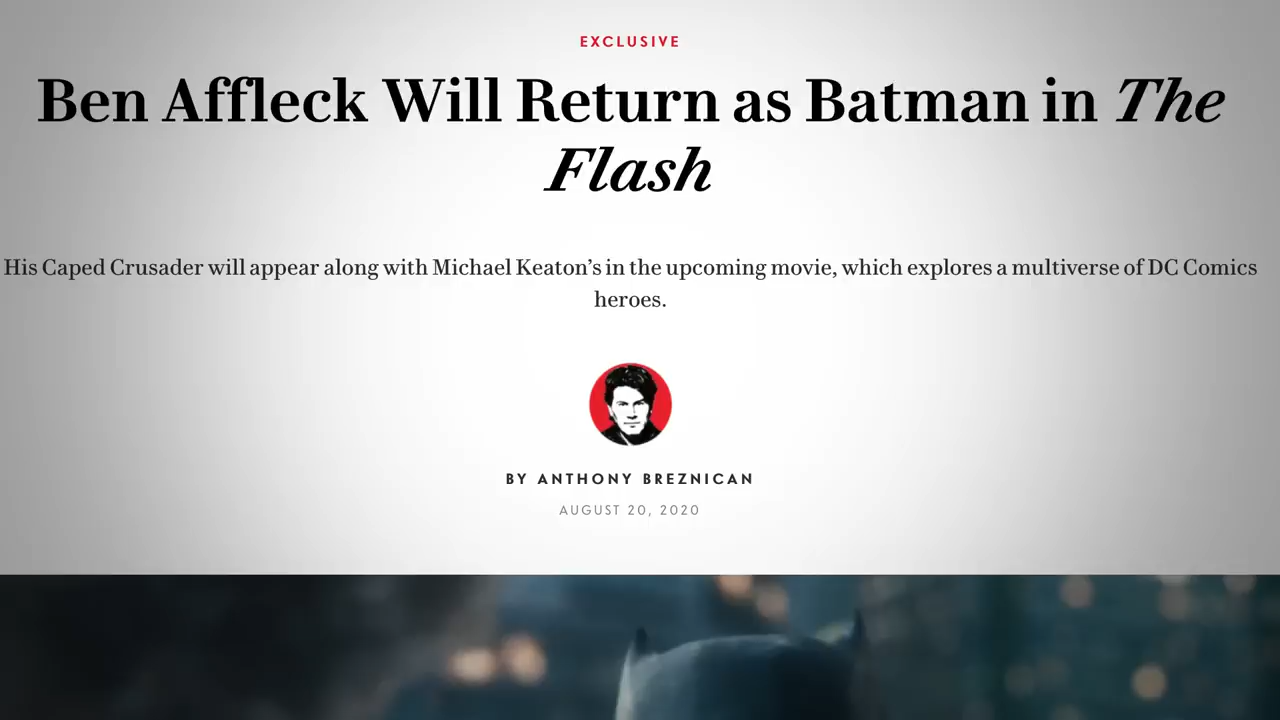 EXCLUSIVE
Ben Affleck Will Return as Batman in The
Flash
His Caped Crusader will appear along with Michael Keaton’s in the upcoming movie, which explores a multiverse of DC Comics
heroes.
BY ANTHONY BREZNICAN
AUGUST 20, 2020